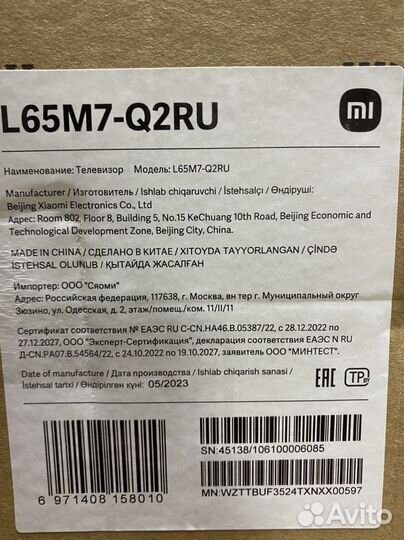 L65M7-Q2RU
mi
Наименование: Телевизор Модель: L65M7-Q2RU
Manufacturer / Изготовитель / Ishlab chiqaruvchi / İstehsalçı / Өндіруші:
Beijing Xiaomi Electronics Co., Ltd
Адрес: Room 802, Floor 8, Building 5, No.15 KeChuang 10th Road, Beijing Economic and
Technological Development Zone, Beijing City, China.
MADE IN CHINA / СДЕЛАНО В КИТАЕ / XITOYDA TAYYORLANGAN / ÇİNDƏ
İSTEHSAL OLUNUB / ҚЫТАЙДА ЖАСАЛҒАН
Импортер: ООО "Сяоми"
Адрес: Российская федерация, 117638, г. Москва, вн тер г. Муниципальный округ
Зюзино, ул. Одесская, д. 2, этаж/помещ./ком. 11/II/11
Сертификат соответствия № ЕАЭС RU C-CN.НА46.В.05387/22, с 28.12.2022 по
27.12.2027, ООО "Эксперт-Сертификация", декларация соответствия ЕАЭС N RU
Д-CN.РА07.В.54564/22, с 24.10.2022 по 19.10.2027, заявитель ООО "МИНТЕСТ".
Date of manufacture / Дата производства / Ishlab chiqarish sanasi /
İstehsal tarixi / Өндірілген күні: 05/2023
EAC
TP
6 971408 158010
SN:45138/106100006085
MN:WZTTBUF3524TXNXX00597
Avito